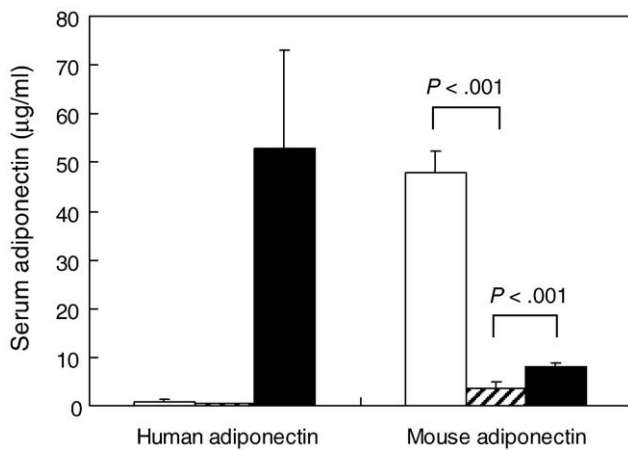 Serum adiponectin (μg/ml)
80
70
60
50
40
30
20
10
0
P < .001
P < .001
Human adiponectin
Mouse adiponectin